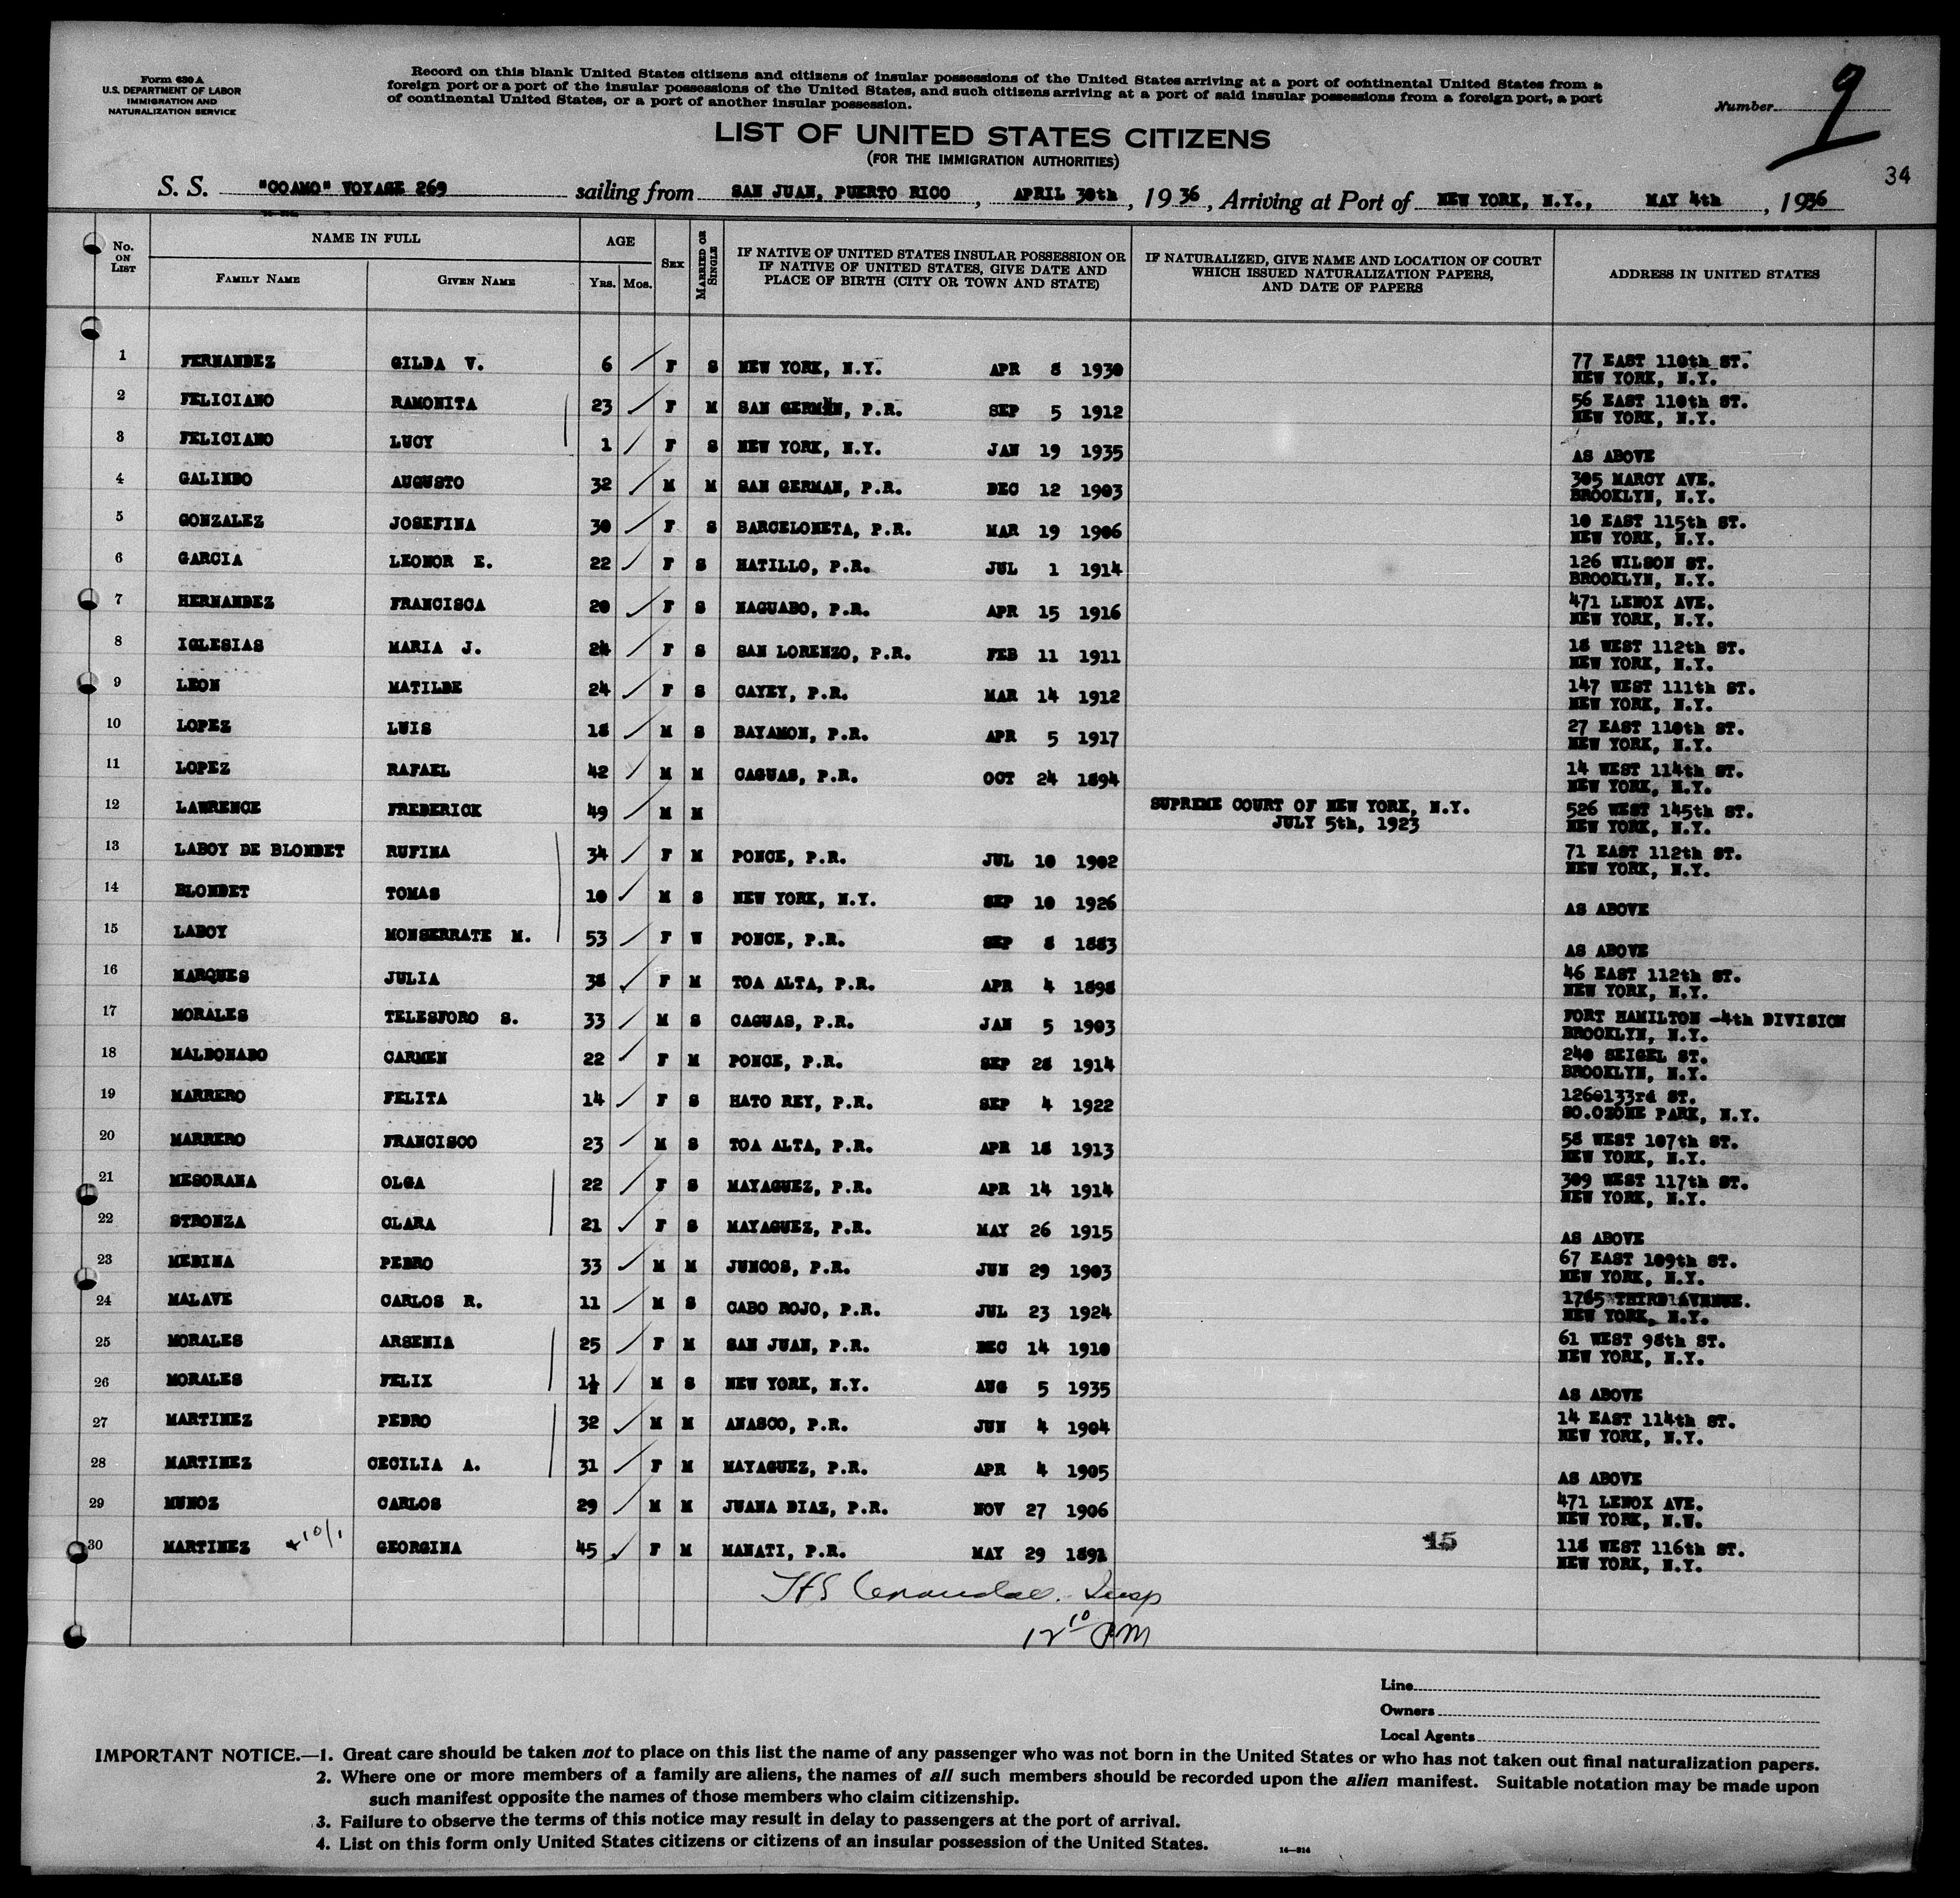 Form 630 A
U.S. DEPARTMENT OF LABOR
IMMIGRATION AND
NATURALIZATION SERVICE
Record on this blank United States citizens and citizens of insular possessions of the United States arriving at a port of continental United States from a
foreign port or a port of the insular possessions of the United States, and such citizens arriving at a port of said insular possessions from a foreign port, a port
of continental United States, or a port of another insular possession.
Number 9
LIST OF UNITED STATES CITIZENS
(FOR THE IMMIGRATION AUTHORITIES)
34
S. S. "COAMO" VOYAGE 269 sailing from SAN JUAN, PUERTO RICO, APRIL 30th, 1936, Arriving at Port of NEW YORK, N.Y., MAY 4th, 1936
No. ON LIST NAME IN FULL FAMILY NAME GIVEN NAME AGE YRS. MOS. SEX MARRIED OR SINGLE
IF NATIVE OF UNITED STATES INSULAR POSSESSION OR IF NATIVE OF UNITED STATES, GIVE DATE AND PLACE OF BIRTH (CITY OR TOWN AND STATE)
IF NATURALIZED, GIVE NAME AND LOCATION OF COURT WHICH ISSUED NATURALIZATION PAPERS, AND DATE OF PAPERS
ADDRESS IN UNITED STATES
1 FERNANDEZ GILDA V. 6 F S NEW YORK, N.Y. APR 8 1930 77 EAST 110th ST.
NEW YORK, N.Y.
2 FELICIANO RAMONITA 23 F M SAN GERMAN, P.R. SEP 5 1912 56 EAST 110th ST.
NEW YORK, N.Y.
3 FELICIANO LUCY 1 F S NEW YORK, N.Y. JAN 19 1935 AS ABOVE
4 GALINDO AUGUSTO 32 M M SAN GERMAN, P.R. DEC 12 1903 305 MARCY AVE.
BROOKLYN, N.Y.
5 GONZALEZ JOSEFINA 30 F S BARCELONETA, P.R. MAR 19 1906 10 EAST 115th ST.
NEW YORK, N.Y.
6 GARCIA LEONOR E. 22 F S HATILLO, P.R. JUL 1 1914 126 WILSON ST.
BROOKLYN, N.Y.
7 HERNANDEZ FRANCISCA 20 F S NAGUABO, P.R. APR 15 1916 471 LENOX AVE.
NEW YORK, N.Y.
8 IGLESIAS MARIA J. 24 F S SAN LORENZO, P.R. FEB 11 1911 18 WEST 112th ST.
NEW YORK, N.Y.
9 LEON MATILDE 24 F S CAYEY, P.R. MAR 14 1912 147 WEST 111th ST.
NEW YORK, N.Y.
10 LOPEZ LUIS 18 M S BAYAMON, P.R. APR 5 1917 27 EAST 110th ST.
NEW YORK, N.Y.
11 LOPEZ RAFAEL 42 M M CAGUAS, P.R. OCT 24 1894 14 WEST 114th ST.
NEW YORK, N.Y.
12 LAWRENCE FREDERICK 49 M M SUPREME COURT OF NEW YORK, N.Y. 526 WEST 145th ST.
JULY 5th, 1923 NEW YORK, N.Y.
13 LABOY DE BLONDET RUFINA 34 F M PONCE, P.R. JUL 10 1902 71 EAST 112th ST.
NEW YORK, N.Y.
14 BLONDET TOMAS 10 M S NEW YORK, N.Y. SEP 10 1926 AS ABOVE
15 LABOY MONSERRATE M. 53 F W PONCE, P.R. SEP 8 1883 AS ABOVE
16 MARQUES JULIA 38 F M TOA ALTA, P.R. APR 4 1898 46 EAST 112th ST.
NEW YORK, N.Y.
17 MORALES TELESFORO S. 33 M S CAGUAS, P.R. JAN 5 1903 FORT HAMILTON -4th DIVISION
BROOKLYN, N.Y.
18 MALDONADO CARMEN 22 F M PONCE, P.R. SEP 28 1914 240 SEIGEL ST.
BROOKLYN, N.Y.
19 MARRERO FELITA 14 F S HATO REY, P.R. SEP 4 1922 1260133rd ST.
SO.OZONE PARK, N.Y.
20 MARRERO FRANCISCO 23 M S TOA ALTA, P.R. APR 18 1913 58 WEST 107th ST.
NEW YORK, N.Y.
21 MESORANA OLGA 22 F S MAYAGUEZ, P.R. APR 14 1914 309 WEST 117th ST.
NEW YORK, N.Y.
22 STRONZA CLARA 21 F S MAYAGUEZ, P.R. MAY 26 1915 AS ABOVE
23 MEDINA PEDRO 33 M M JUNCOS, P.R. JUN 29 1903 67 EAST 109th ST.
NEW YORK, N.Y.
24 MALAVE CARLOS R. 11 M S CABO ROJO, P.R. JUL 23 1924 1765 THIRD AVENUE.
NEW YORK, N.Y.
25 MORALES ARSENIA 25 F M SAN JUAN, P.R. DEC 14 1910 61 WEST 98th ST.
NEW YORK, N.Y.
26 MORALES FELIX 1½ M S NEW YORK, N.Y. AUG 5 1935 AS ABOVE
27 MARTINEZ PEDRO 32 M M ANASCO, P.R. JUN 4 1904 14 EAST 114th ST.
NEW YORK, N.Y.
28 MARTINEZ CECILIA A. 31 F M MAYAGUEZ, P.R. APR 4 1905 AS ABOVE
29 MUNOZ CARLOS 29 M M JUANA DIAZ, P.R. NOV 27 1906 471 LENOX AVE.
NEW YORK, N.W.
30 MARTINEZ + 10/1 GEORGINA 45 F M MANATI, P.R. MAY 29 1891 15 118 WEST 116th ST.
NEW YORK, N.Y.
Insp
12 10 PM
Line
Owners
Local Agents
IMPORTANT NOTICE.—1. Great care should be taken not to place on this list the name of any passenger who was not born in the United States or who has not taken out final naturalization papers.
2. Where one or more members of a family are aliens, the names of all such members should be recorded upon the alien manifest. Suitable notation may be made upon
such manifest opposite the names of those members who claim citizenship.
3. Failure to observe the terms of this notice may result in delay to passengers at the port of arrival.
4. List on this form only United States citizens or citizens of an insular possession of the United States.
14—814